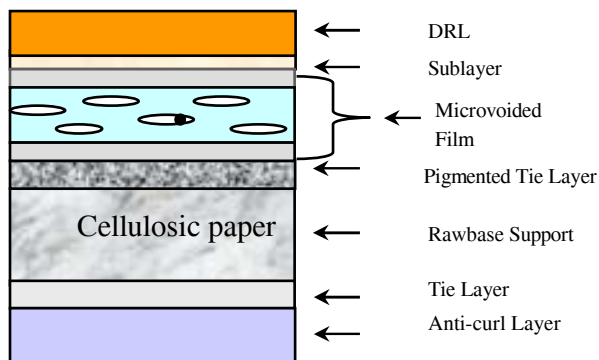 DRL
Sublayer
Microvoided
Film
Pigmented Tie Layer
Cellulosic paper
Rawbase Support
Tie Layer
Anti-curl Layer